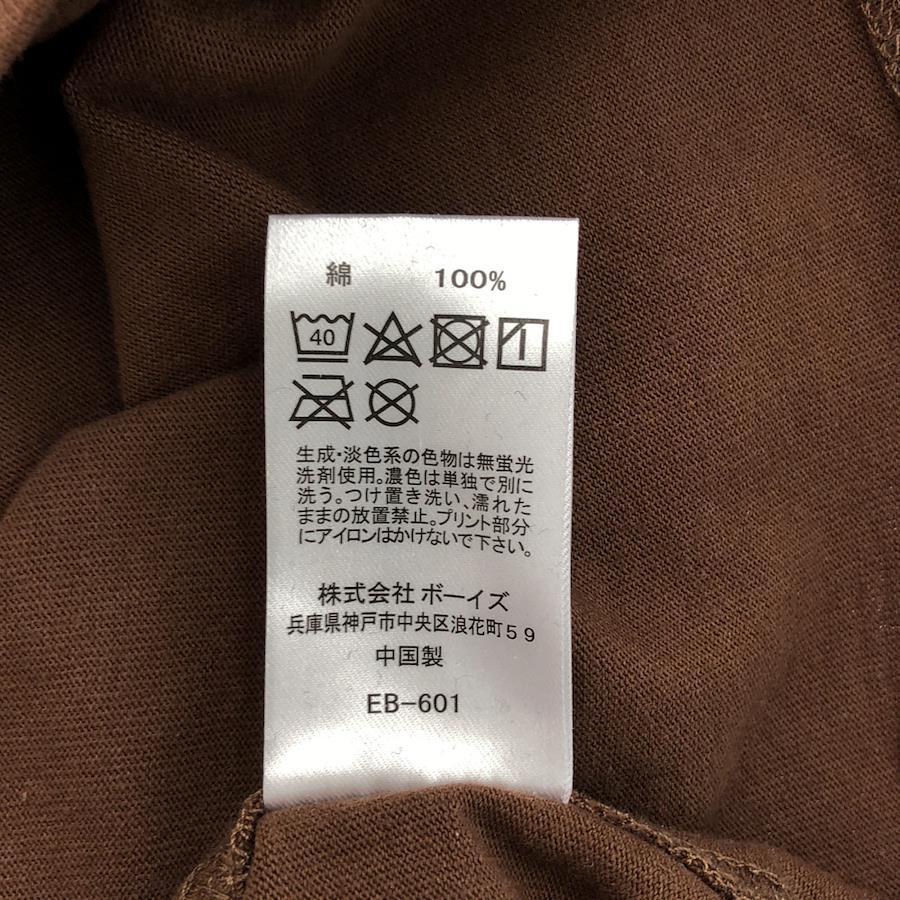 綿 100%
40
生成・淡色系の色物は無蛍光
洗剤使用。濃色は単独で別に
洗う。つけ置き洗い、濡れた
ままの放置禁止。プリント部分
にアイロンはかけないで下さい。
株式会社 ボーイズ
兵庫県神戸市中央区浪花町59
中国製
EB-601